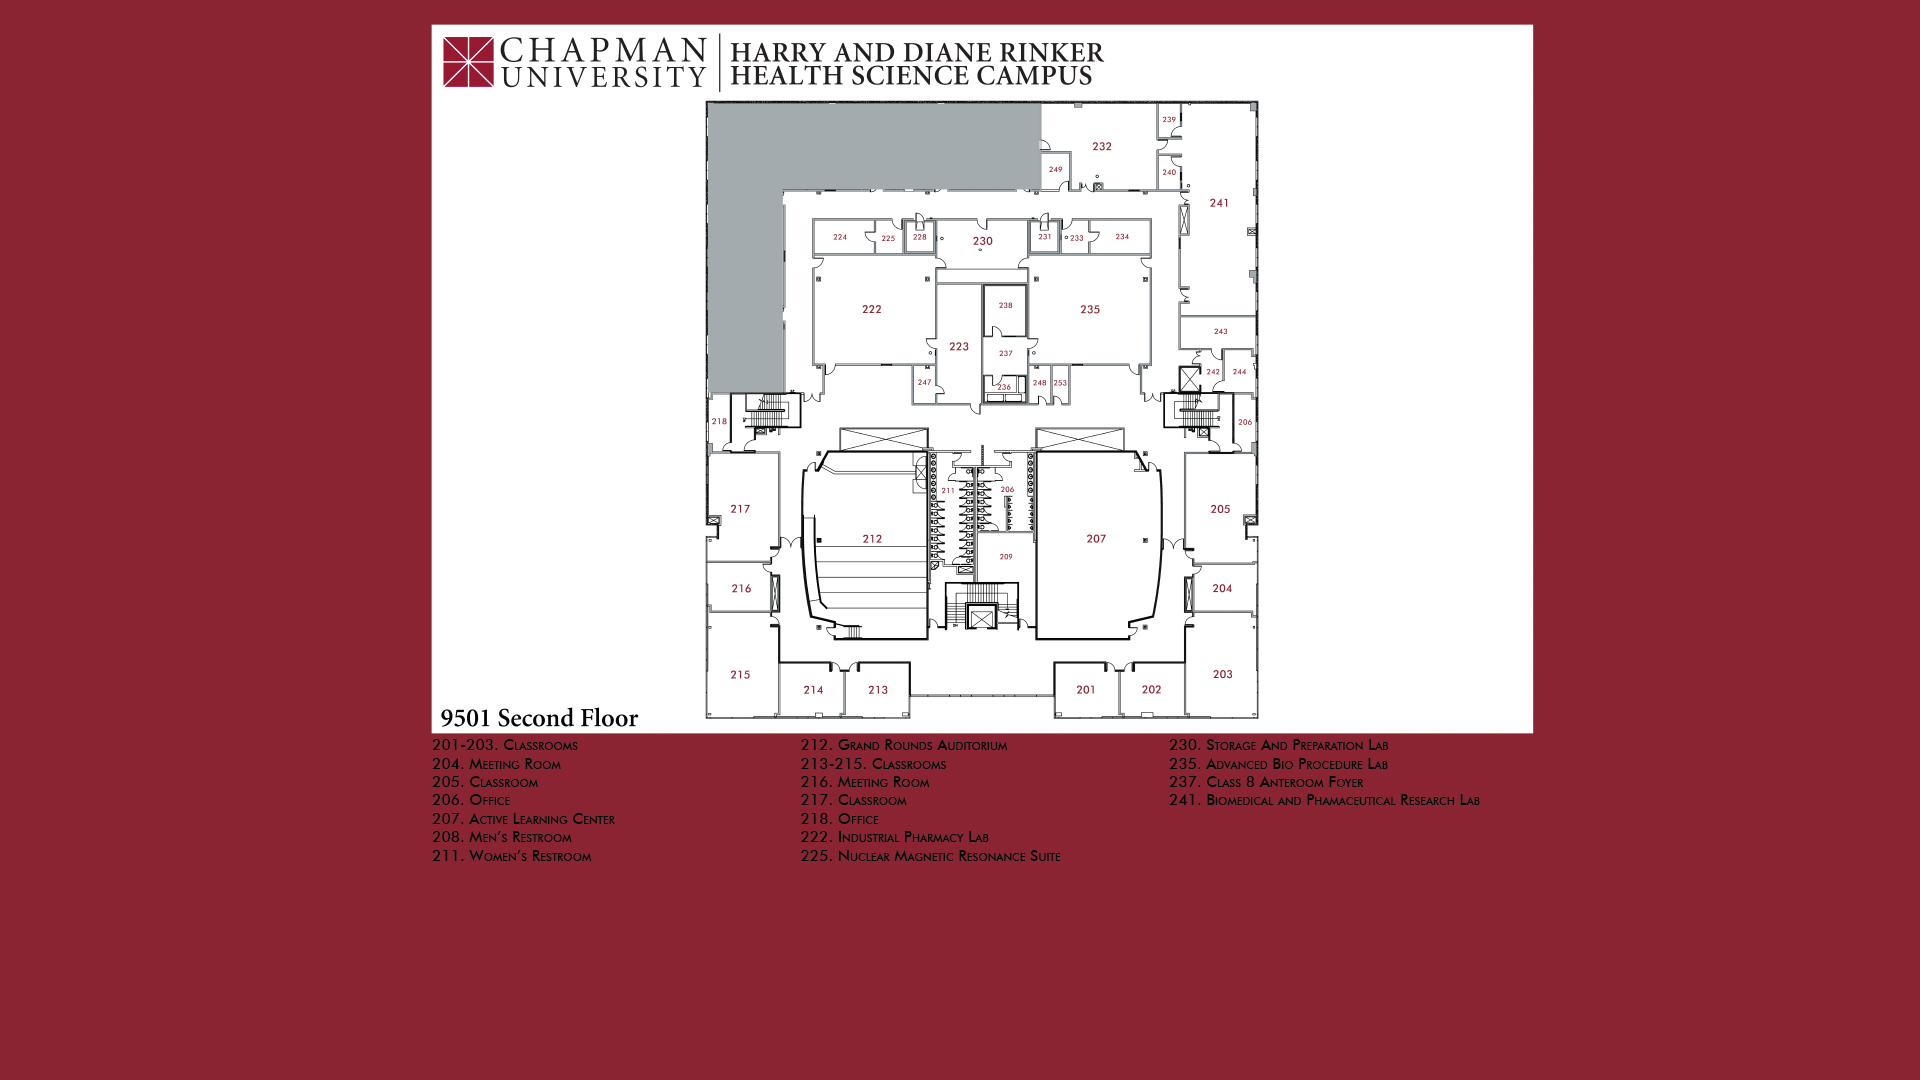 CHAPMAN
UNIVERSITY
HARRY AND DIANE RINKER
HEALTH SCIENCE CAMPUS
239
232
249
240
241
224
225
228
230
231
233
234
222
238
235
243
223
237
242
244
247
236
248
253
218
206
211
206
217
205
212
207
209
216
204
215
203
214
213
201
202
9501 Second Floor
201-203. Classrooms
204. Meeting Room
205. Classroom
206. Office
207. Active Learning Center
208. Men's Restroom
211. Women's Restroom
212. Grand Rounds Auditorium
213-215. Classrooms
216. Meeting Room
217. Classroom
218. Office
222. Industrial Pharmacy Lab
225. Nuclear Magnetic Resonance Suite
230. Storage And Preparation Lab
235. Advanced Bio Procedure Lab
237. Class 8 Anteroom Foyer
241. Biomedical and Phamaceutical Research Lab